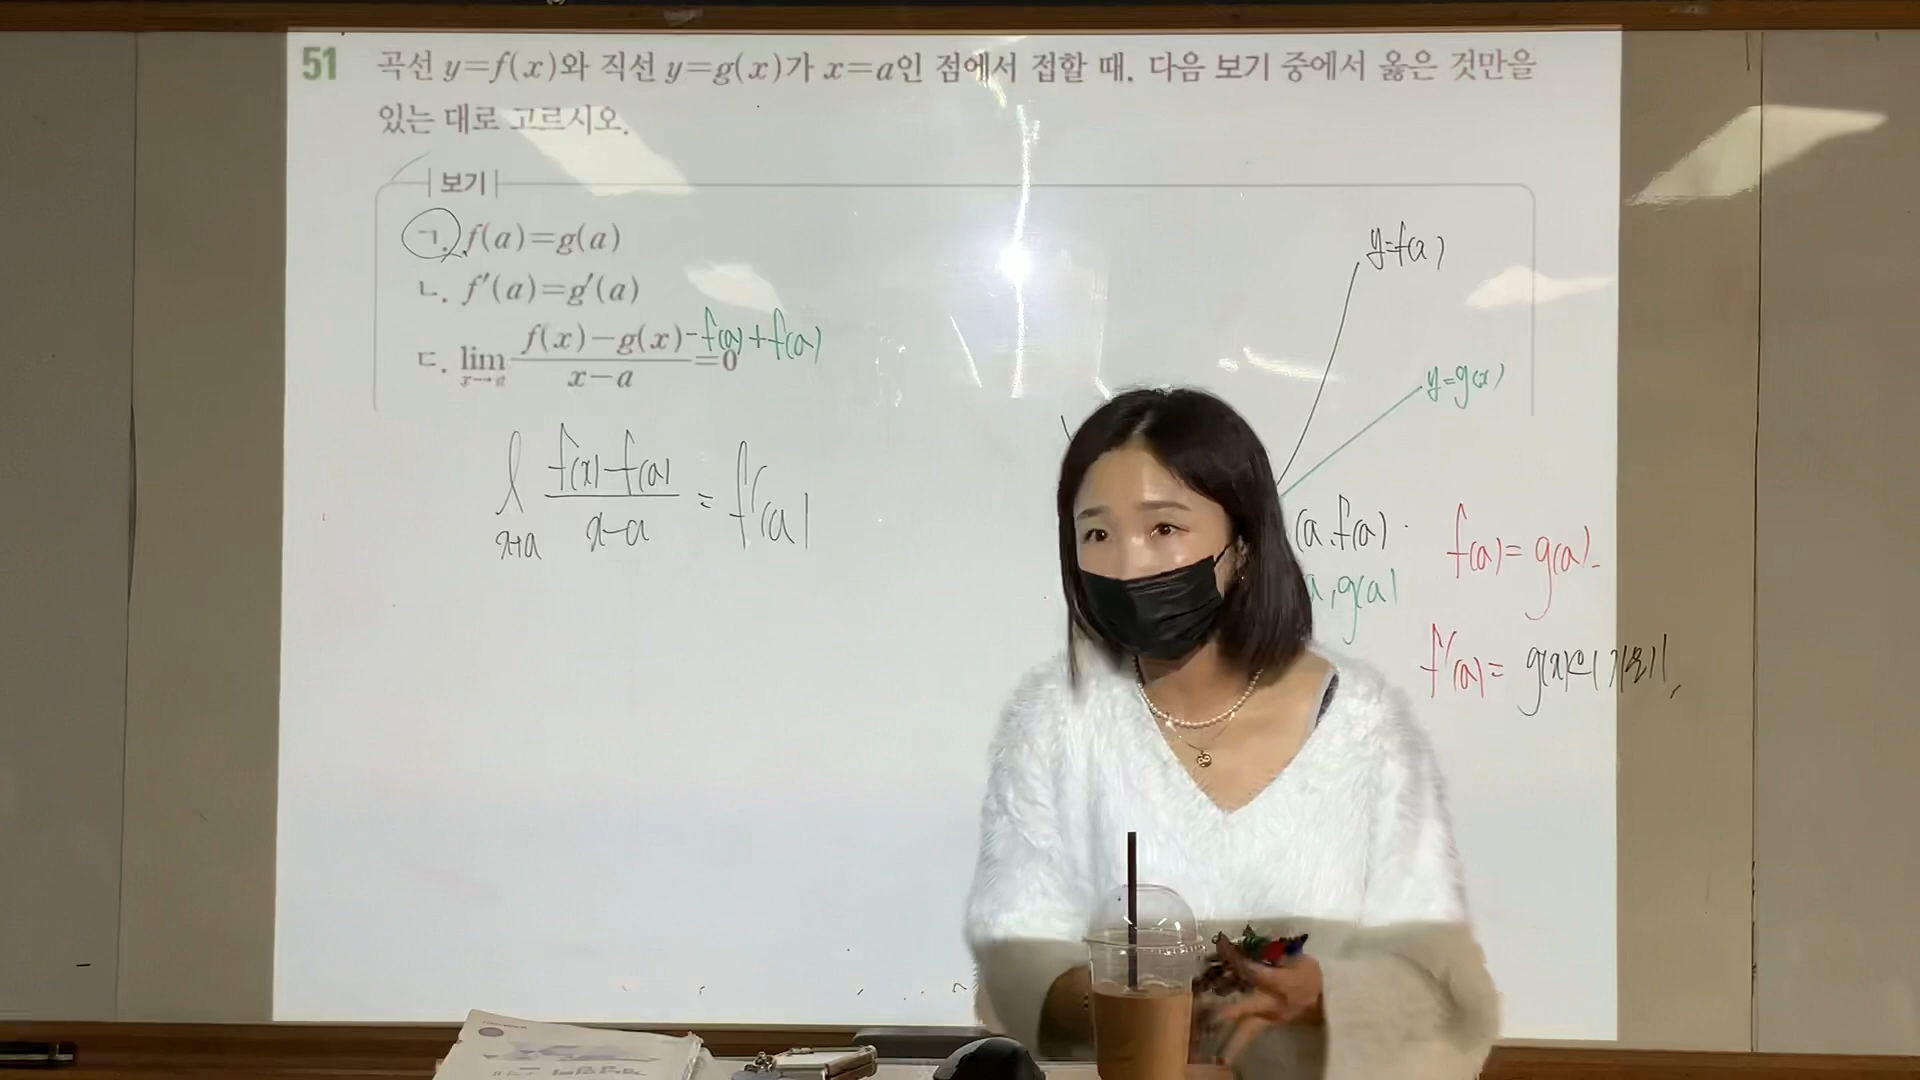 51 곡선 y=f(x)와 직선 y=g(x)가 x=a인 점에서 접할 때, 다음 보기 중에서 옳은 것만을
있는 대로 고르시오.
보기
ㄱ. f(a)=g(a)
ㄴ. f'(a)=g'(a)
ㄷ. lim x→a f(x)-g(x)-f(a)+f(a) / x-a =0
l x→a f(x)-f(a) / x-a = f'(a)
y=f(x)
y=g(x)
(a, f(a))
a, g(a)
f(a)=g(a)
f'(a)= g(x)의 기울기